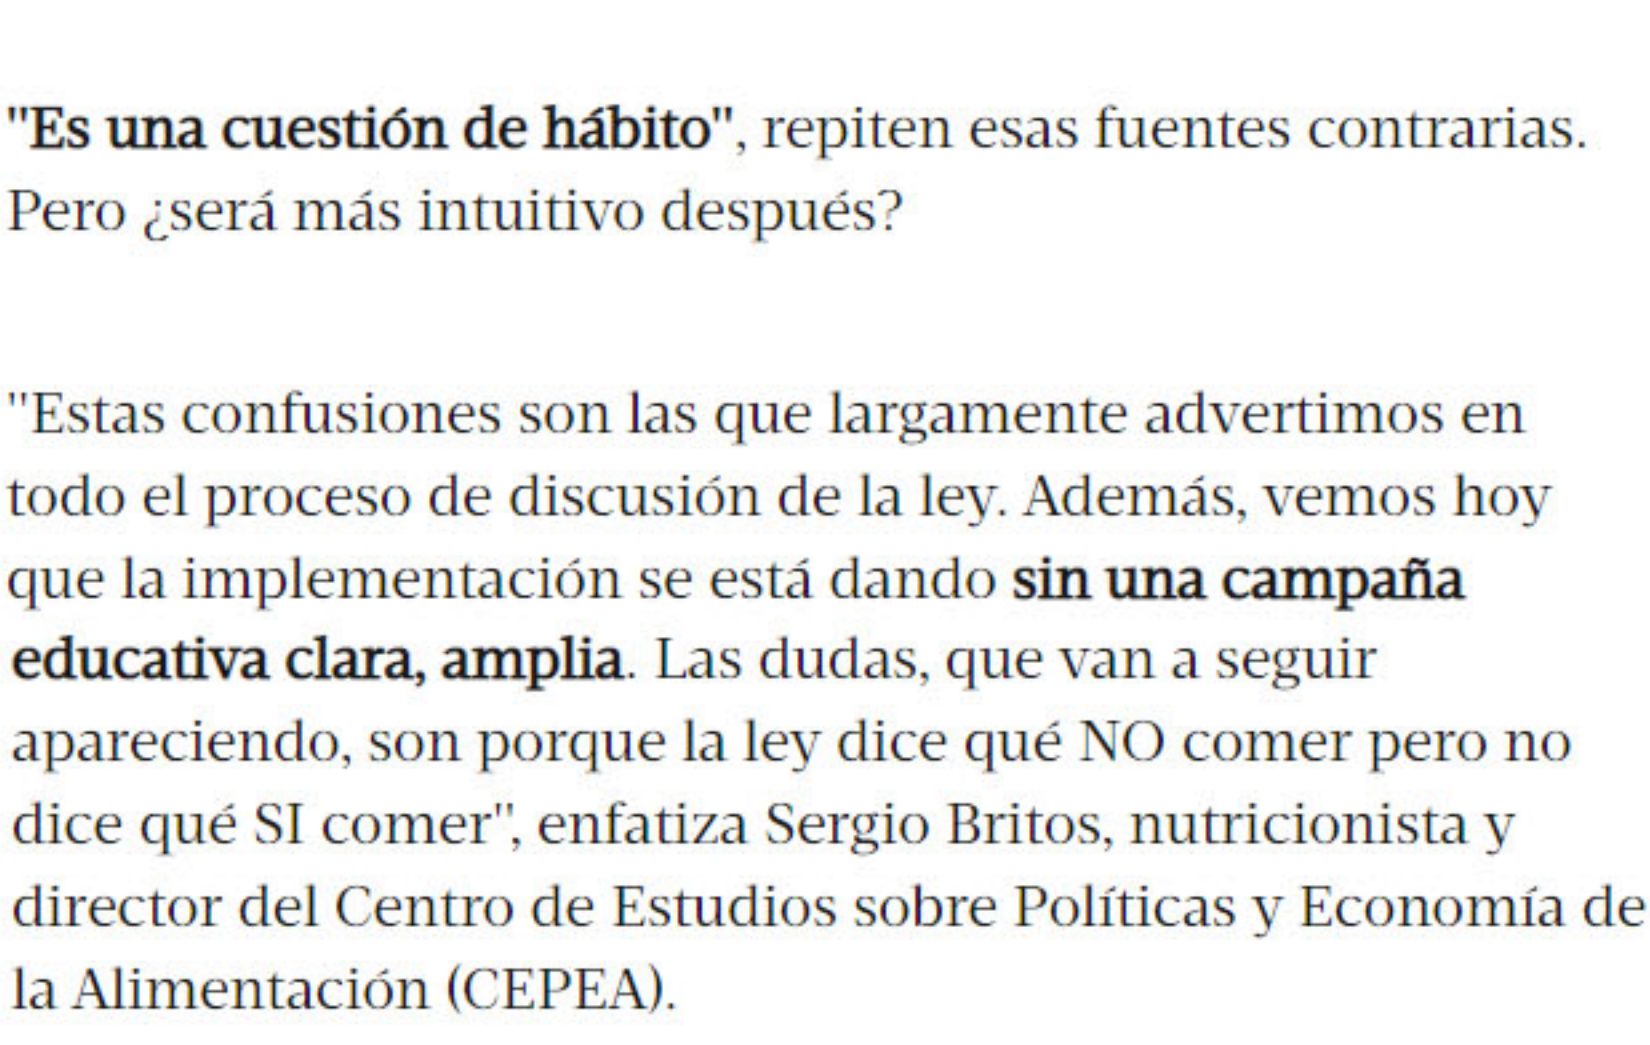 "Es una cuestión de hábito", repiten esas fuentes contrarias.
Pero ¿será más intuitivo después?
"Estas confusiones son las que largamente advertimos en
todo el proceso de discusión de la ley. Además, vemos hoy
que la implementación se está dando sin una campaña
educativa clara, amplia. Las dudas, que van a seguir
apareciendo, son porque la ley dice qué NO comer pero no
dice qué SI comer", enfatiza Sergio Britos, nutricionista y
director del Centro de Estudios sobre Políticas y Economía de
la Alimentación (CEPEA).